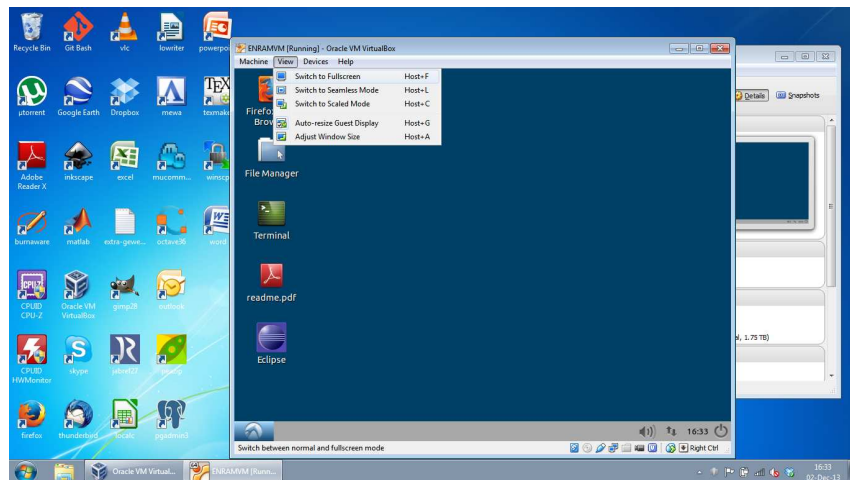 Recycle Bin
Git Bash
vlc
lowriter
powerpoi
µtorrent
Google Earth
Dropbox
mewa
texmake
Adobe
Reader X
inkscape
excel
mucomm...
winscp
burnaware
matlab
extra-gewe...
octave36
word
CPUID
CPU-Z
Oracle VM
VirtualBox
gimp28
outlook
CPUID
HWMonitor
skype
jabref27
firefox
thunderbird
localc
pgadmin3
ENRAMVM [Running] - Oracle VM VirtualBox
Machine View Devices Help
Switch to Fullscreen Host+F
Switch to Seamless Mode Host+L
Switch to Scaled Mode Host+C
Auto-resize Guest Display Host+G
Adjust Window Size Host+A
Firefo
Brow
File Manager
Terminal
readme.pdf
Eclipse
16:33
Switch between normal and fullscreen mode
Right Ctrl
Details Snapshots
al, 1.75 TB)
Oracle VM Virtual...
ENRAMVM [Runn...
16:33
02-Dec-13